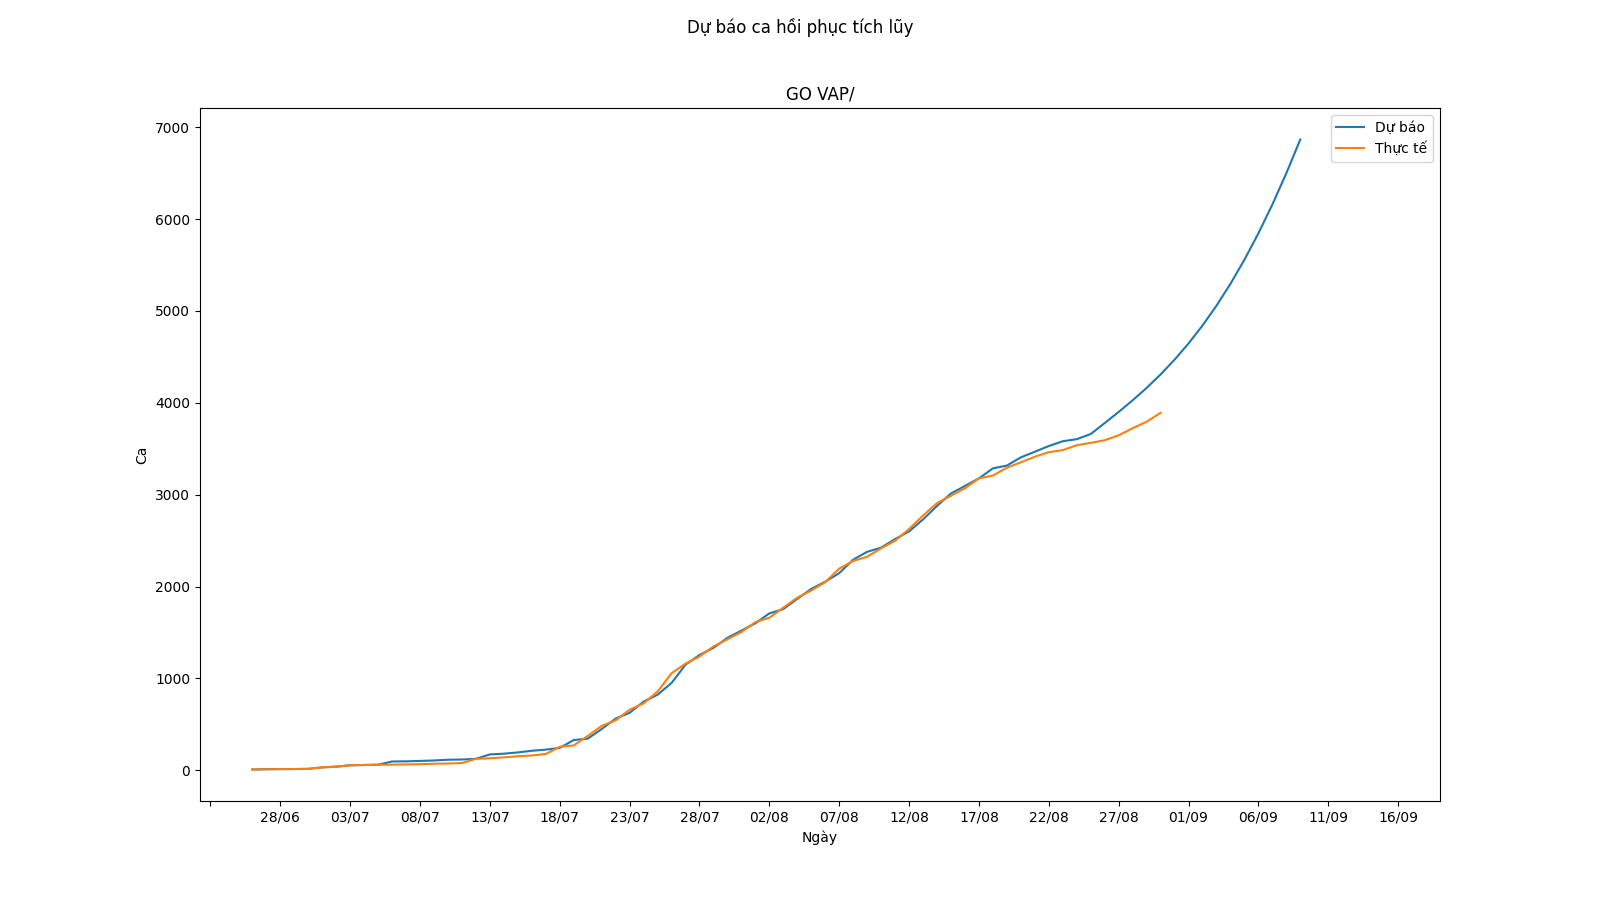 Dự báo ca hồi phục tích lũy
GO VAP/
Dự báo
Thực tế
7000
6000
5000
4000
3000
2000
1000
0
Ca
28/06 03/07 08/07 13/07 18/07 23/07 28/07 02/08 07/08 12/08 17/08 22/08 27/08 01/09 06/09 11/09 16/09
Ngày